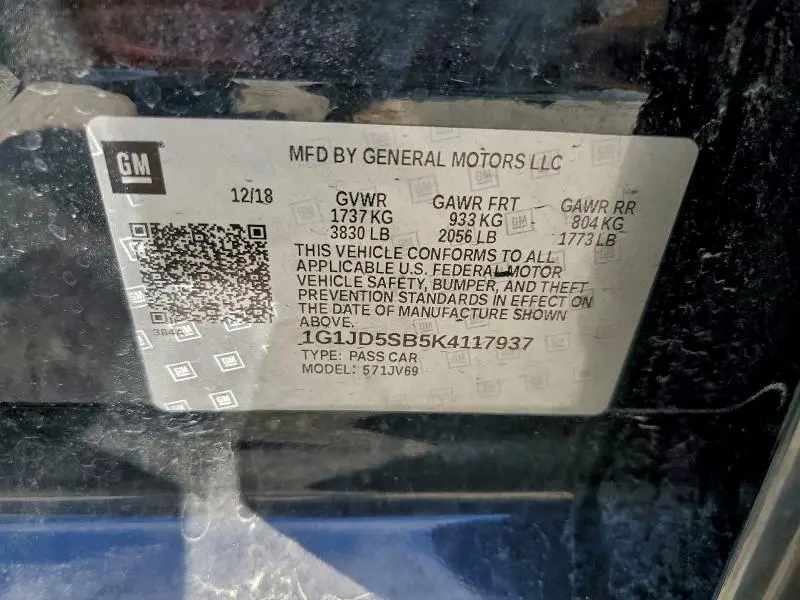 GM
MFD BY GENERAL MOTORS LLC
12/18
GVWR GAWR FRT GAWR RR
1737 KG 933 KG 804 KG
3830 LB 2056 LB 1773 LB
THIS VEHICLE CONFORMS TO ALL
APPLICABLE U.S. FEDERAL MOTOR
VEHICLE SAFETY, BUMPER, AND THEFT
PREVENTION STANDARDS IN EFFECT ON
THE DATE OF MANUFACTURE SHOWN
ABOVE.
1G1JD5SB5K4117937
TYPE: PASS CAR
MODEL: 571JV69